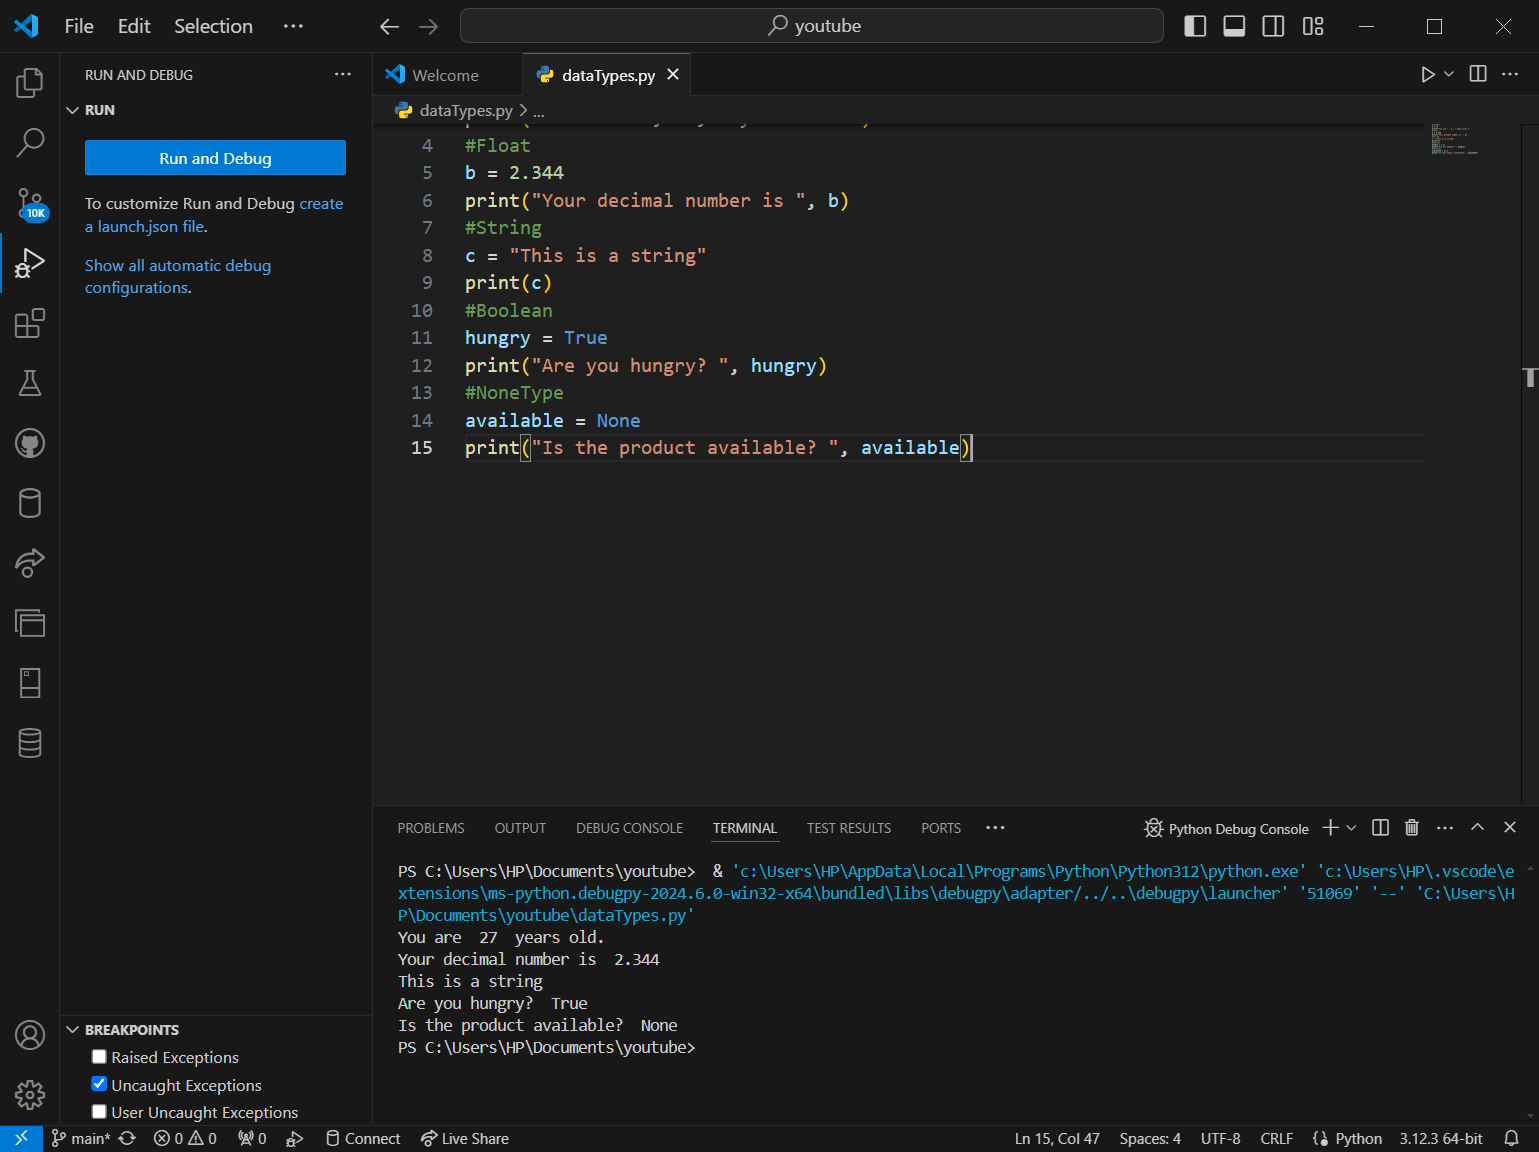 File Edit Selection ··· youtube
RUN AND DEBUG ···
RUN
Run and Debug
To customize Run and Debug create
a launch.json file.
Show all automatic debug
configurations.
10K
BREAKPOINTS
Raised Exceptions
Uncaught Exceptions
User Uncaught Exceptions
Welcome dataTypes.py
dataTypes.py > ...
4 #Float
5 b = 2.344
6 print("Your decimal number is ", b)
7 #String
8 c = "This is a string"
9 print(c)
10 #Boolean
11 hungry = True
12 print("Are you hungry? ", hungry)
13 #NoneType
14 available = None
15 print("Is the product available? ", available)
PROBLEMS OUTPUT DEBUG CONSOLE TERMINAL TEST RESULTS PORTS ··· Python Debug Console
PS C:\Users\HP\Documents\youtube>  & 'c:\Users\HP\AppData\Local\Programs\Python\Python312\python.exe' 'c:\Users\HP\.vscode\e
xtensions\ms-python.debugpy-2024.6.0-win32-x64\bundled\libs\debugpy\adapter/../..\debugpy\launcher' '51069' '--' 'C:\Users\H
P\Documents\youtube\dataTypes.py'
You are  27  years old.
Your decimal number is  2.344
This is a string
Are you hungry?  True
Is the product available?  None
PS C:\Users\HP\Documents\youtube>
main* 0 0 0 Connect Live Share Ln 15, Col 47 Spaces: 4 UTF-8 CRLF Python 3.12.3 64-bit